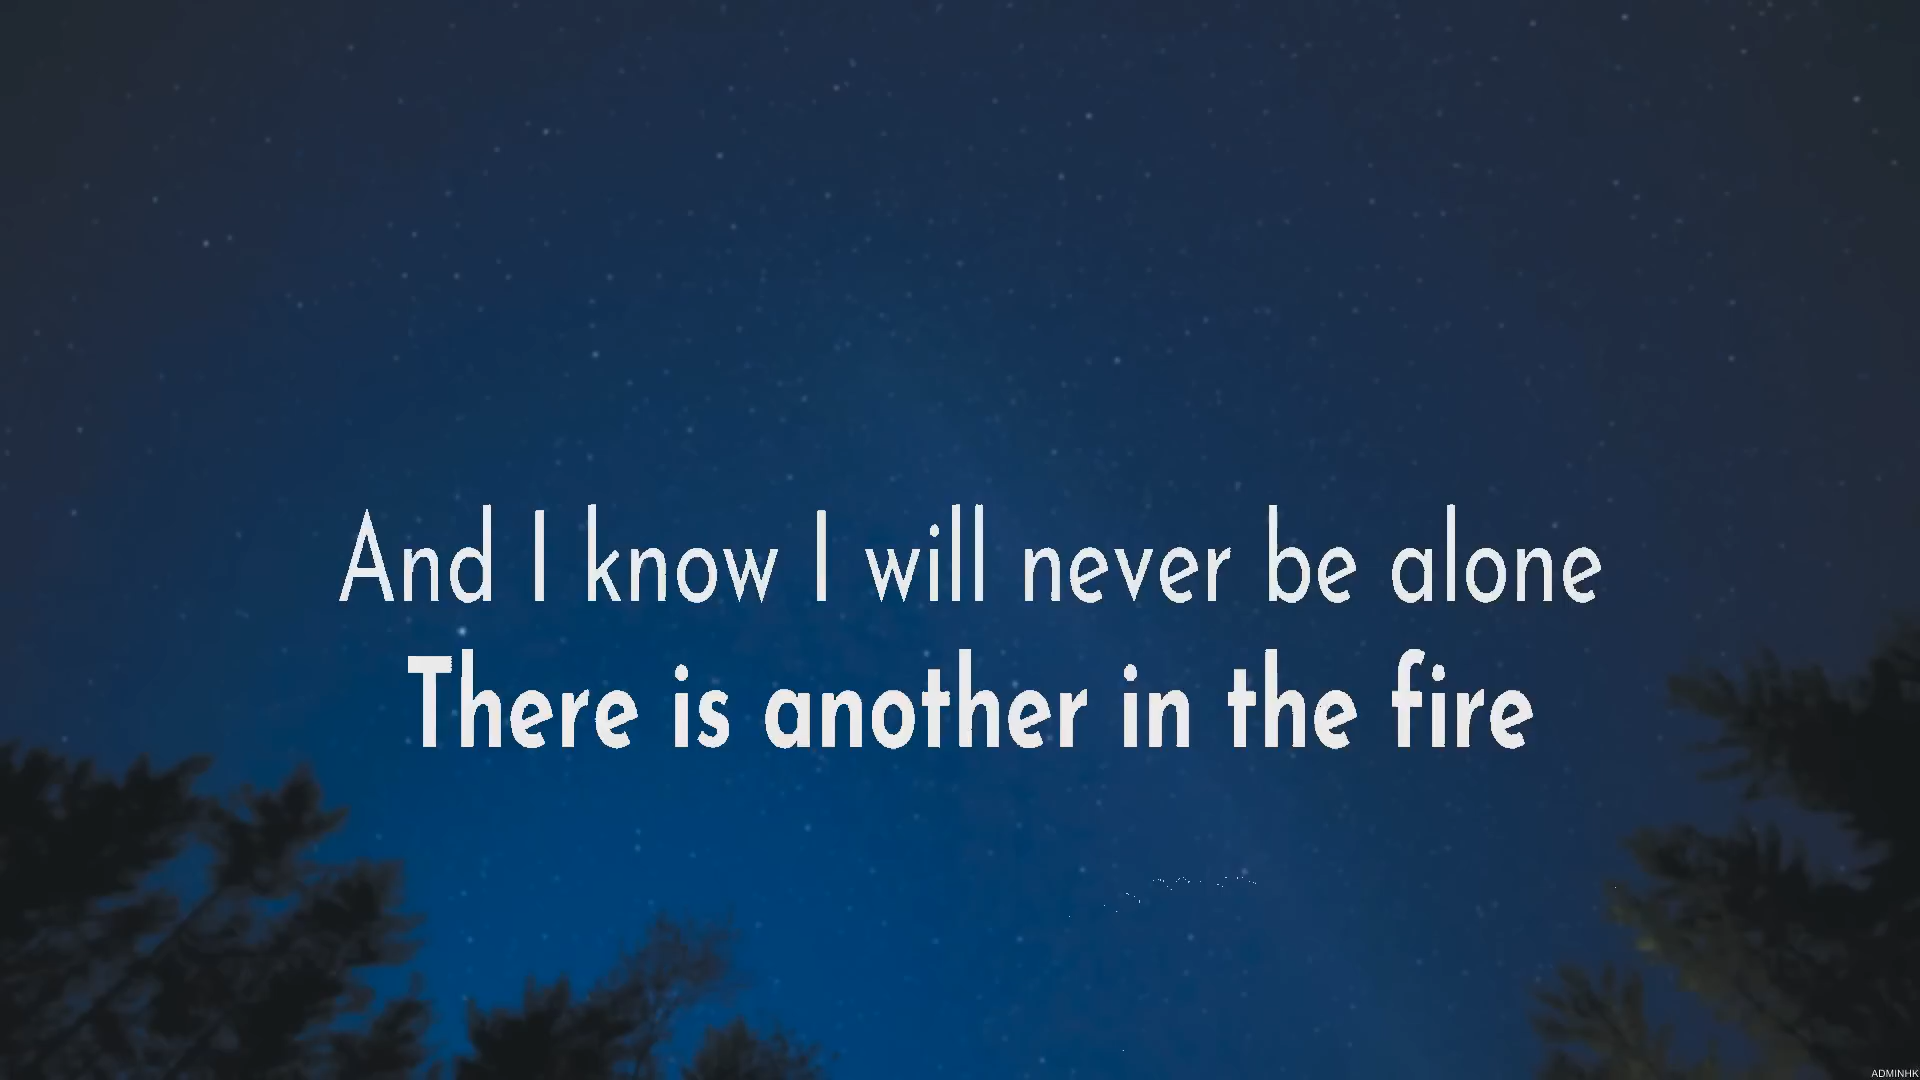 And I know I will never be alone
There is another in the fire
ADMINHK